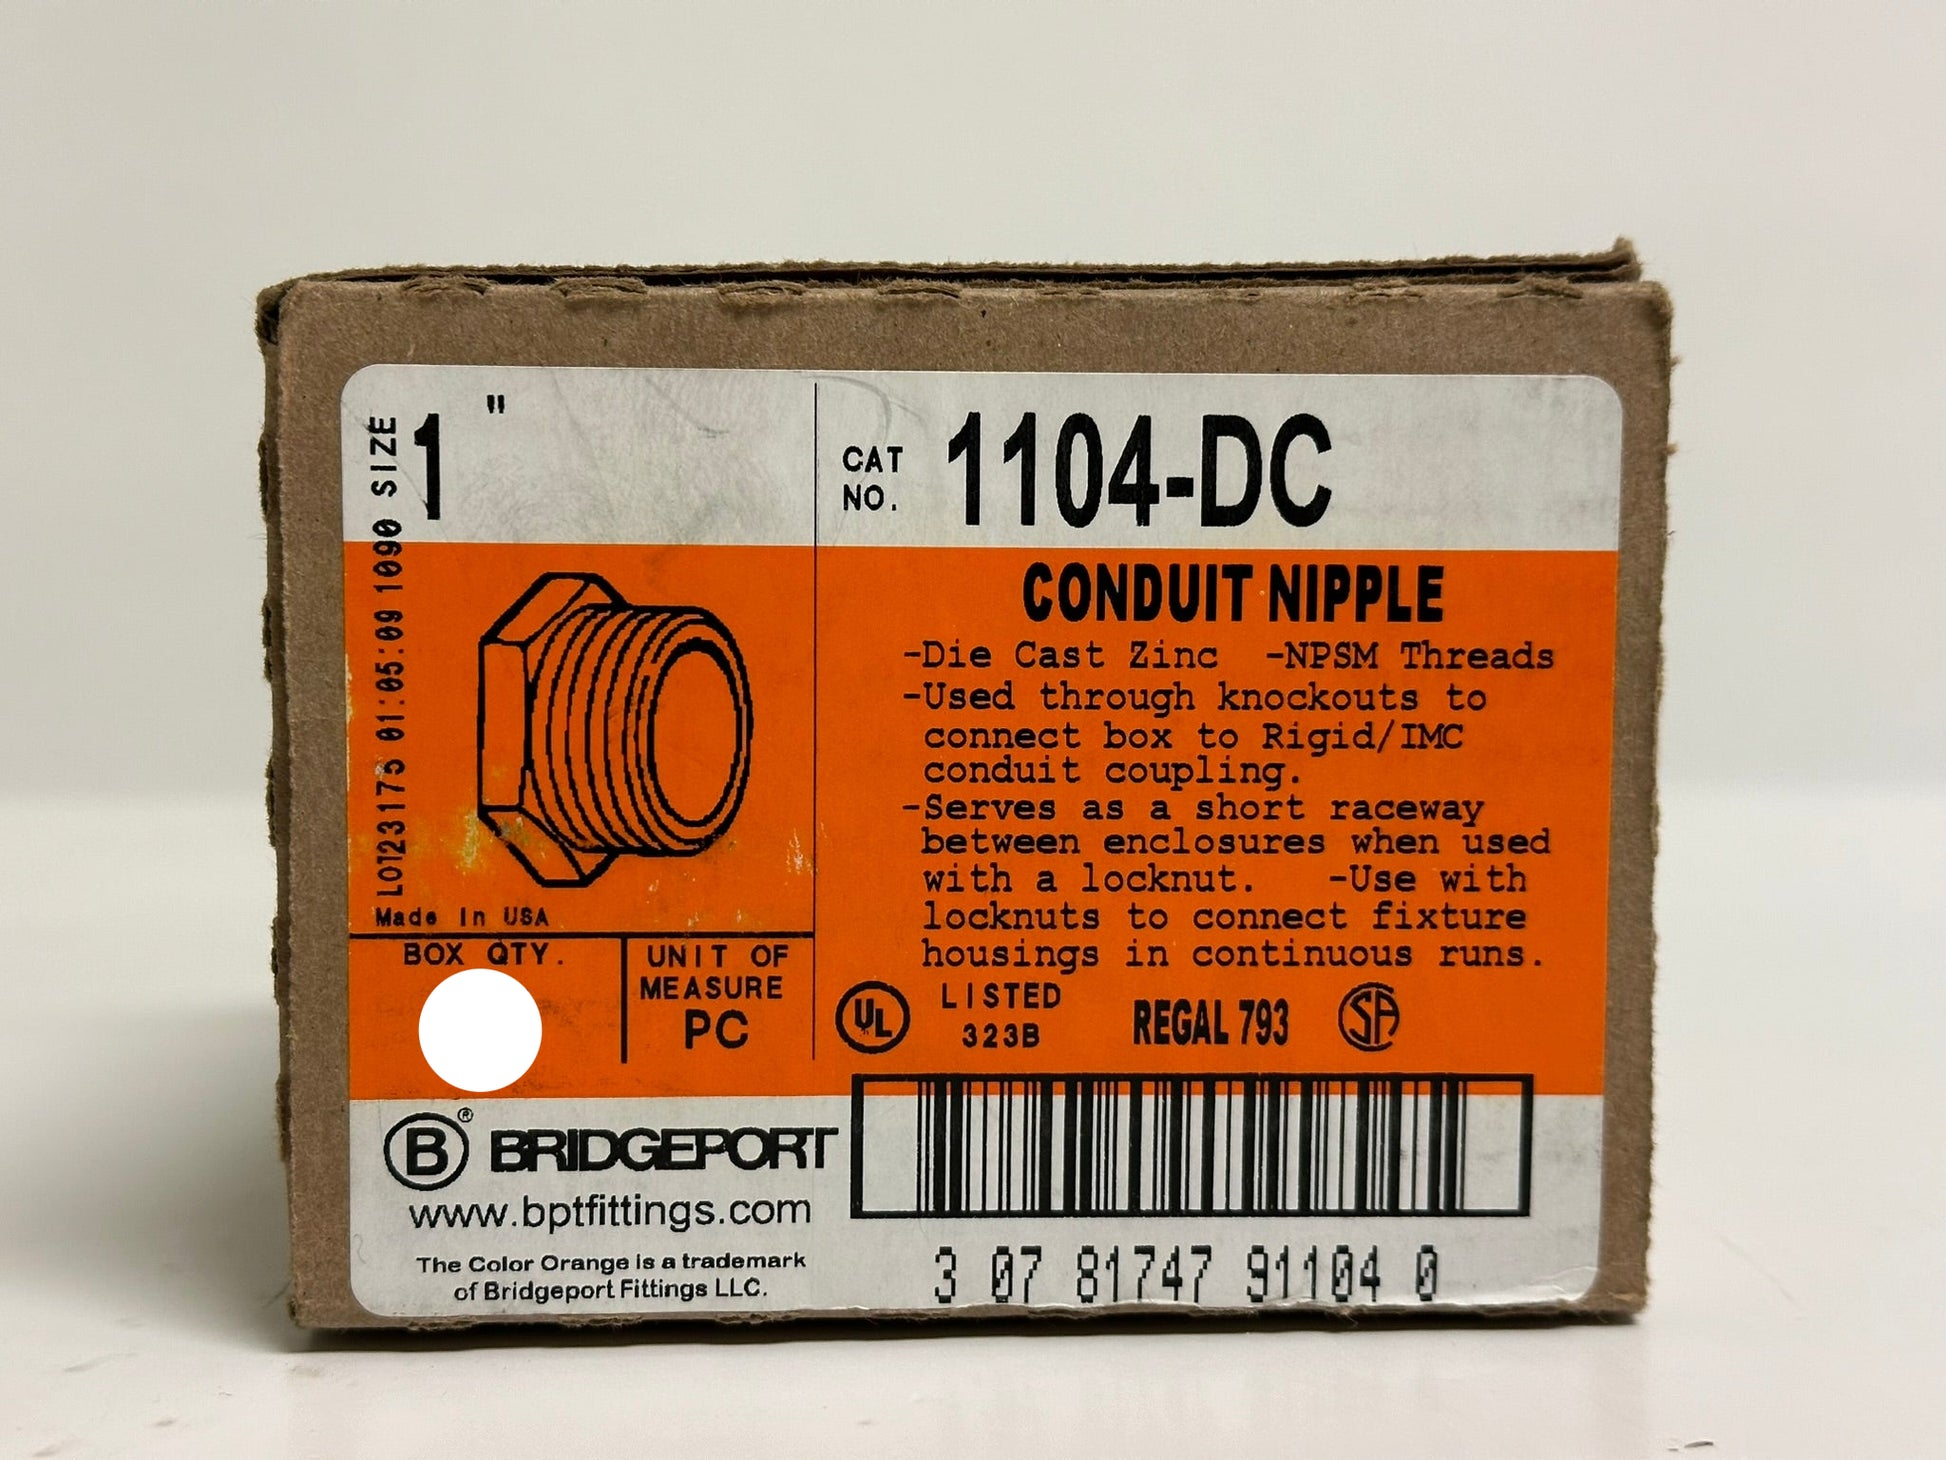 SIZE 1 "
CAT NO. 1104-DC
LOT23175 01:05:09 1090
Made In USA
BOX QTY.
UNIT OF
MEASURE
PC
CONDUIT NIPPLE
-Die Cast Zinc -NPSM Threads
-Used through knockouts to
connect box to Rigid/IMC
conduit coupling.
-Serves as a short raceway
between enclosures when used
with a locknut. -Use with
locknuts to connect fixture
housings in continuous runs.
UL LISTED
323B
REGAL 793
SA
B® BRIDGEPORT
www.bptfittings.com
The Color Orange is a trademark
of Bridgeport Fittings LLC.
3 07 81747 91104 0